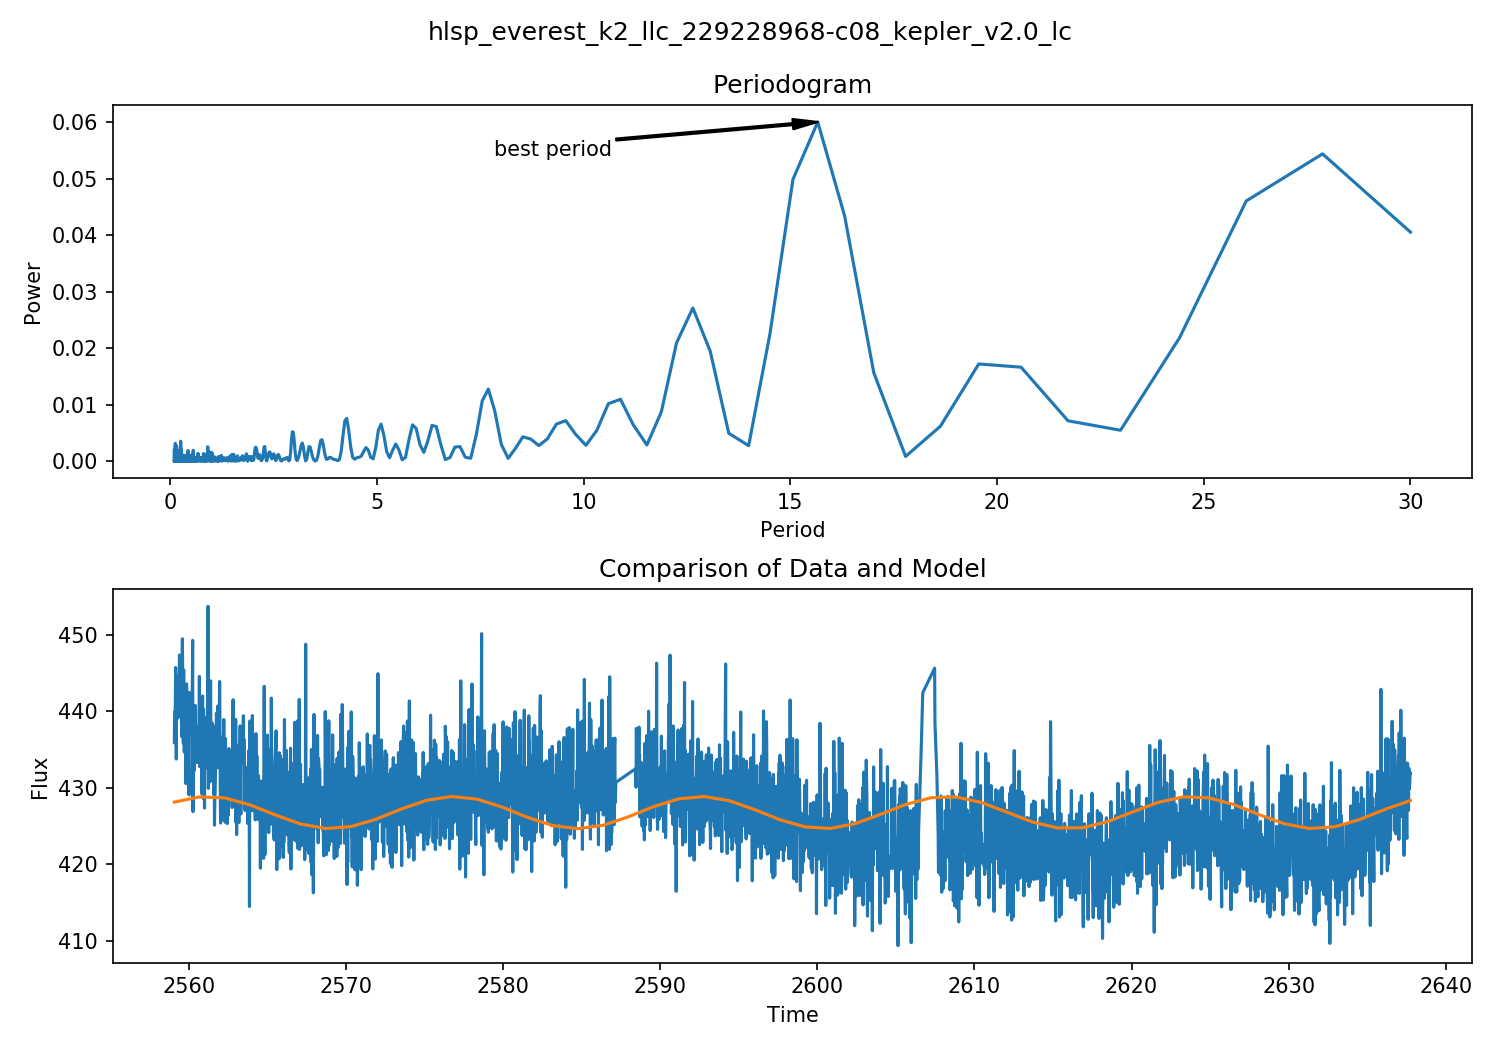 hlsp_everest_k2_llc_229228968-c08_kepler_v2.0_lc
Periodogram
0.06
0.05
0.04
0.03
0.02
0.01
0.00
Power
best period
0 5 10 15 20 25 30
Period
Comparison of Data and Model
450
440
430
420
410
Flux
2560 2570 2580 2590 2600 2610 2620 2630 2640
Time